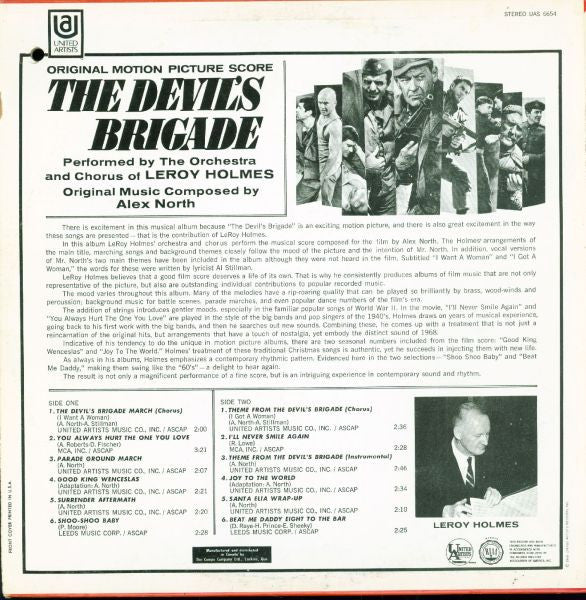 UA
UNITED
ARTISTS
STEREO UAS 6654
ORIGINAL MOTION PICTURE SCORE
THE DEVIL'S
BRIGADE
Performed by The Orchestra
and Chorus of LEROY HOLMES
Original Music Composed by
Alex North
There is excitement in this musical album because "The Devil's Brigade" is an exciting motion picture, and there is also great excitement in the way
these songs are presented—that is the contribution of LeRoy Holmes.
In this album LeRoy Holmes' orchestra and chorus perform the musical score composed for the film by Alex North. The Holmes' arrangements of
the main title, marching songs and background themes closely follow the mood of the picture and the intention of Mr. North. In addition, vocal versions
of Mr. North's two main themes have been included in the album although they were not heard in the film. Subtitled "I Want A Woman" and "I Got A
Woman," the words for these were written by lyricist Al Stillman.
LeRoy Holmes believes that a good film score deserves a life of its own. That is why he consistently produces albums of film music that are not only
representative of the picture, but also are outstanding individual contributions to popular recorded music.
The mood varies throughout this album. Many of the melodies have a rip-roaring quality that can be played so brilliantly by brass, wood-winds and
percussion, background music for battle scenes, parade marches, and even popular dance numbers of the film's era.
The addition of strings introduces gentler moods, especially in the familiar popular songs of World War II. In the movie, "I'll Never Smile Again" and
"You Always Hurt The One You Love" are played in the style of the big bands and pop singers of the 1940's. Holmes draws on years of musical experience,
going back to his first work with the big bands, and then he searches out new sounds. Combining these, he comes up with a treatment that is not just a
reincarnation of the original hits, but arrangements that have a touch of nostalgia, yet embody the distinct sound of 1968.
Indicative of his tendency to do the unique in motion picture albums, there are two seasonal numbers included from the film score: "Good King
Wenceslas" and "Joy To The World." Holmes' treatment of these traditional Christmas songs is authentic, yet he succeeds in injecting them with new life.
As always in his albums, Holmes emphasizes a contemporary rhythmic pattern. Evidenced here in the two selections—"Shoo Shoo Baby" and "Beat
Me Daddy," making them swing like the "60's"—a delight to hear again.
The result is not only a magnificent performance of a fine score, but is an intriguing experience in contemporary sound and rhythm.
SIDE ONE
1. THE DEVIL'S BRIGADE MARCH (Chorus)
(I Want A Woman)
(A. North-A. Stillman)
UNITED ARTISTS MUSIC CO., INC / ASCAP 2:00
2. YOU ALWAYS HURT THE ONE YOU LOVE
(A. Roberts-D. Fischer)
MCA, INC. / ASCAP 3:21
3. PARADE GROUND MARCH
(A. North)
UNITED ARTISTS MUSIC CO., INC. / ASCAP 2:07
4. GOOD KING WENCESLAS
(Adaptation: A. North)
UNITED ARTISTS MUSIC CO., INC. / ASCAP 2:21
5. SURRENDER AFTERMATH
(A. North)
UNITED ARTISTS MUSIC CO., INC. / ASCAP 2:20
6. SHOO-SHOO BABY
(P. Moore)
LEEDS MUSIC CORP. / ASCAP 2:28
SIDE TWO
1. THEME FROM THE DEVIL'S BRIGADE (Chorus)
(I Got A Woman)
(A. North-A. Stillman)
UNITED ARTISTS MUSIC CO., INC. / ASCAP 2:36
2. I'LL NEVER SMILE AGAIN
(R. Lowe)
MCA, INC. / ASCAP 2:28
3. THEME FROM THE DEVIL'S BRIGADE (Instrumental)
(A. North)
UNITED ARTISTS MUSIC CO., INC. / ASCAP 2:46
4. JOY TO THE WORLD
(Adaptation: A. North)
UNITED ARTISTS MUSIC CO., INC. / ASCAP 2:34
5. SANTA ELIA WRAP-UP
(A. North)
UNITED ARTISTS MUSIC CO., INC. / ASCAP 2:10
6. BEAT ME DADDY EIGHT TO THE BAR
(D. Raye-H. Prince-E. Sheeky)
LEEDS MUSIC CORP. / ASCAP 2:25
LEROY HOLMES
Manufactured and distributed
in Canada by
The Compo Company Ltd., Lachine, Que.
UNITED
ARTISTS
RIAA
FRONT COVER PRINTED IN U.S.A.